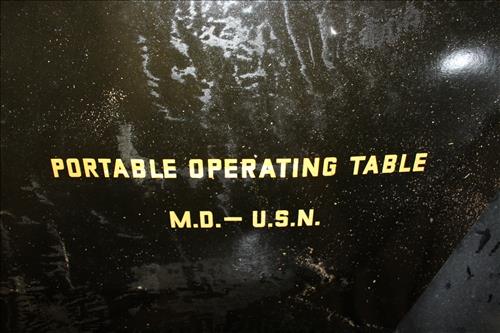 PORTABLE OPERATING TABLE
M.D.— U.S.N.